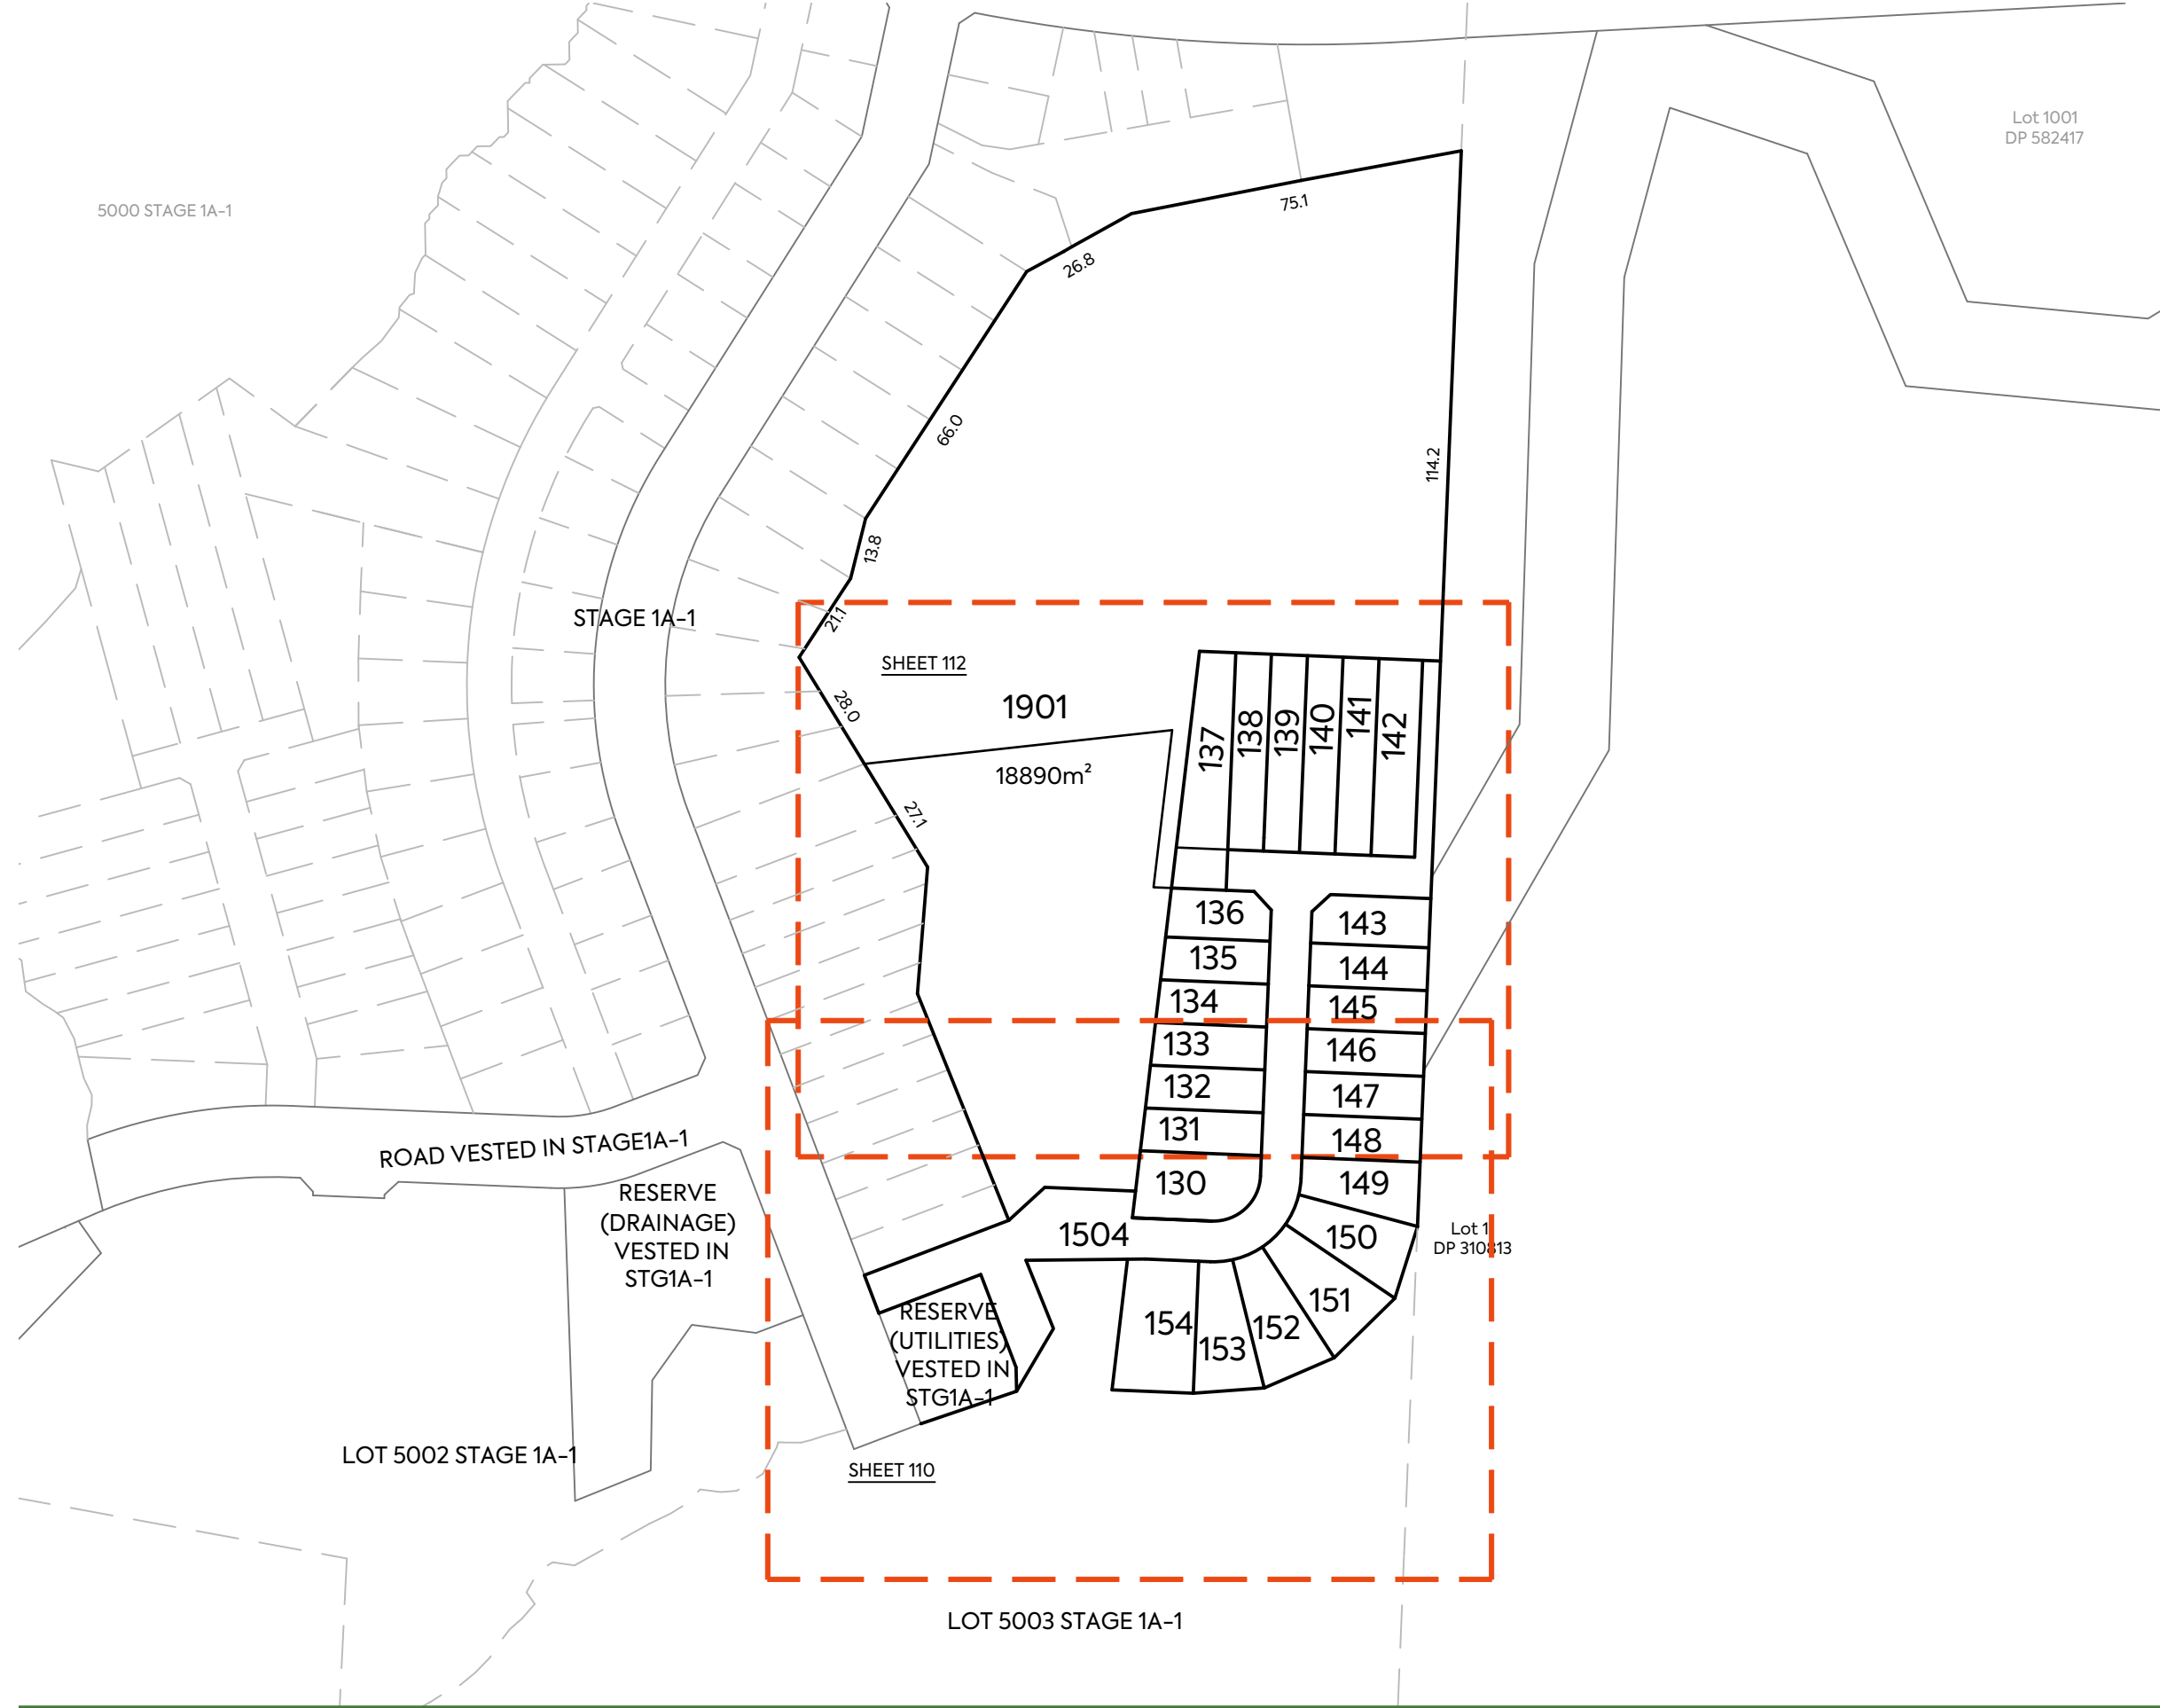 Lot 1001
DP 582417
5000 STAGE 1A-1
75.1
26.8
66.0
114.2
13.8
21.1
STAGE 1A-1
SHEET 112
28.0
1901
18890m²
27.1
137
138
139
140
141
142
136
143
135
144
134
145
133
146
132
147
131
148
130
149
ROAD VESTED IN STAGE1A-1
RESERVE
(DRAINAGE)
VESTED IN
STG1A-1
1504
150
Lot 1
DP 310813
151
152
153
154
RESERVE
(UTILITIES)
VESTED IN
STG1A-1
LOT 5002 STAGE 1A-1
SHEET 110
LOT 5003 STAGE 1A-1